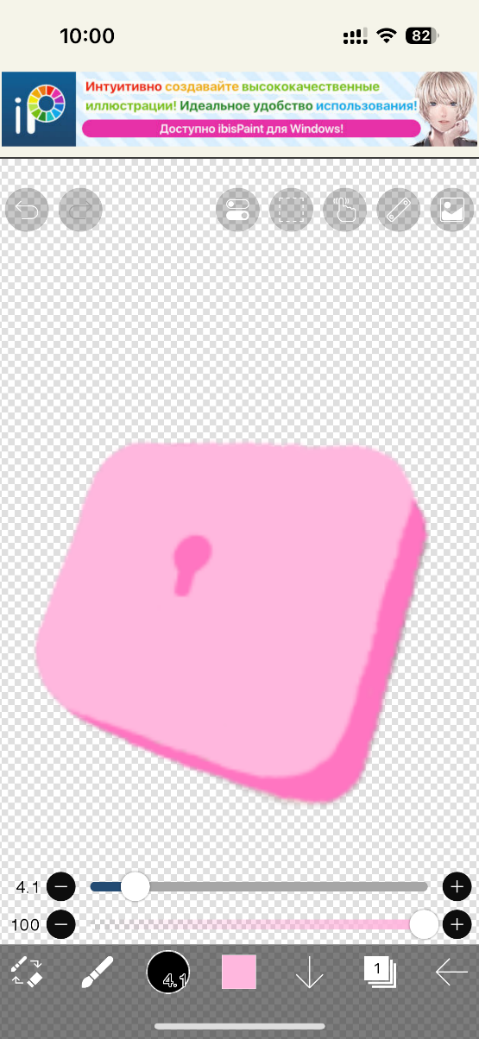 10:00
82
iP
Интуитивно создавайте высококачественные
иллюстрации! Идеальное удобство использования!
Доступно ibisPaint для Windows!
4.1
100
4.1
1